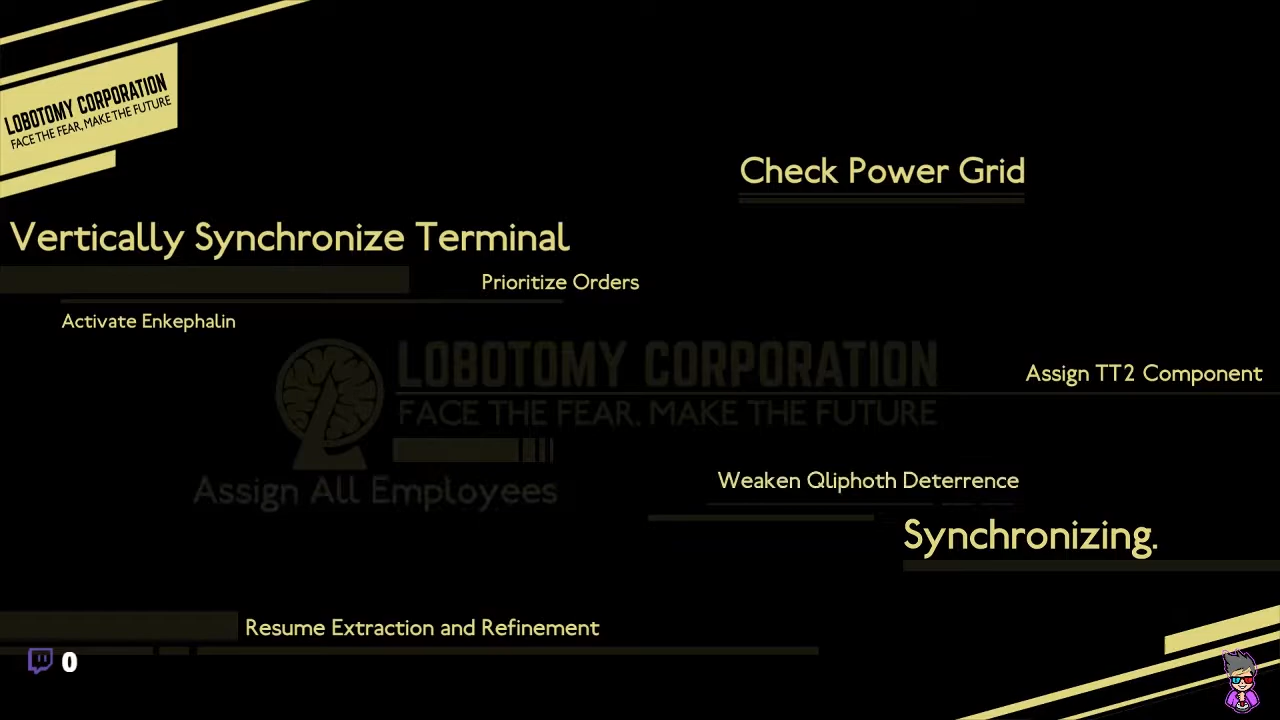 LOBOTOMY CORPORATION
FACE THE FEAR, MAKE THE FUTURE
Check Power Grid
Vertically Synchronize Terminal
Prioritize Orders
Activate Enkephalin
LOBOTOMY CORPORATION
FACE THE FEAR, MAKE THE FUTURE
Assign TT2 Component
Assign All Employees
Weaken Qliphoth Deterrence
Synchronizing.
Resume Extraction and Refinement
0